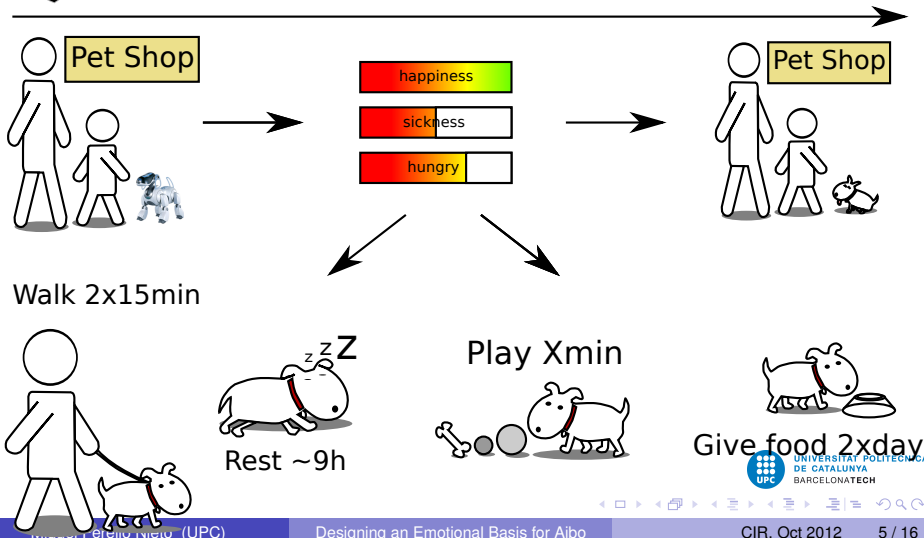 Pet Shop
happiness
sickness
hungry
Pet Shop
Walk 2x15min
z z Z
Rest ~9h
Play Xmin
Give food 2xday
UNIVERSITAT POLITÈCNICA
DE CATALUNYA
BARCELONATECH
UPC
Nieto (UPC)
Designing an Emotional Basis for Aibo
CIR, Oct 2012
5 / 16